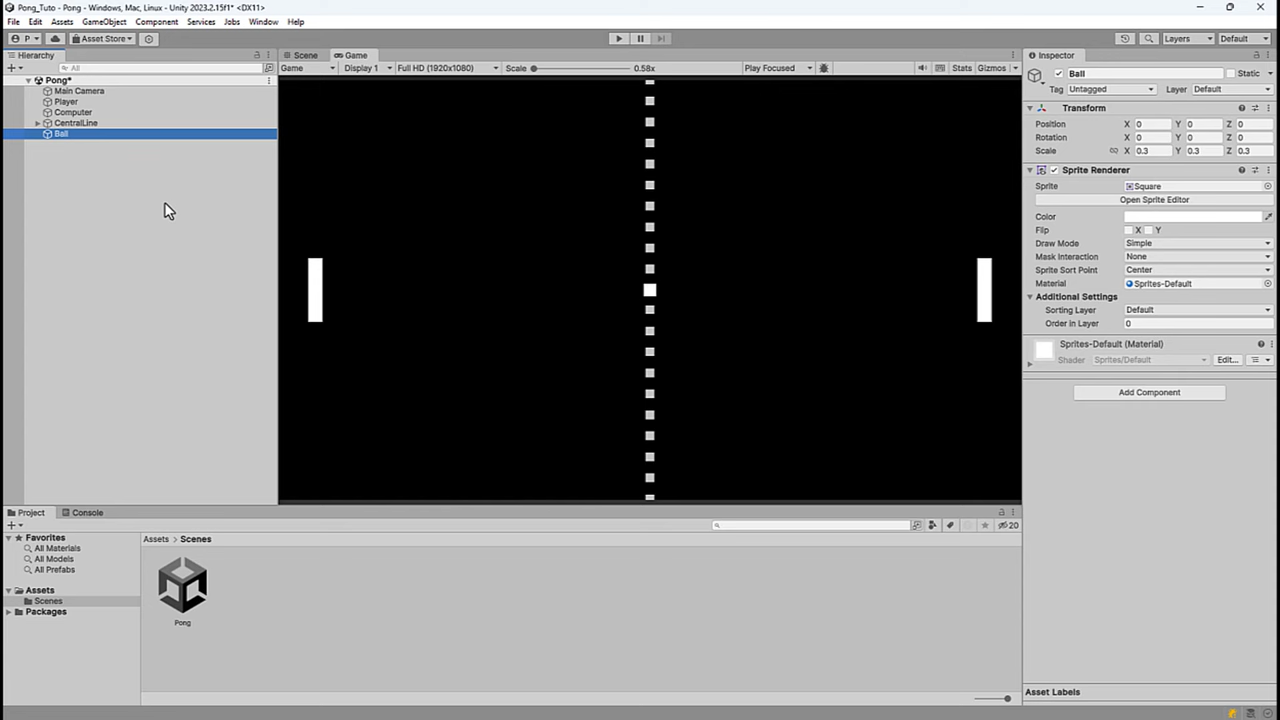 Pong_Tuto - Pong - Windows, Mac, Linux - Unity 2023.2.15f1* <DX11>
File Edit Assets GameObject Component Services Jobs Window Help
P Asset Store Layers Default
Hierarchy
All
Pong*
Main Camera
Player
Computer
CentralLine
Ball
Scene Game
Game Display 1 Full HD (1920x1080) Scale 0.58x Play Focused Stats Gizmos
Inspector
Ball Static
Tag Untagged Layer Default
Transform
Position X 0 Y 0 Z 0
Rotation X 0 Y 0 Z 0
Scale X 0.3 Y 0.3 Z 0.3
Sprite Renderer
Sprite Square
Open Sprite Editor
Color
Flip X Y
Draw Mode Simple
Mask Interaction None
Sprite Sort Point Center
Material Sprites-Default
Additional Settings
Sorting Layer Default
Order in Layer 0
Sprites-Default (Material)
Shader Sprites/Default Edit...
Add Component
Project Console
20
Favorites
All Materials
All Models
All Prefabs
Assets
Scenes
Packages
Assets > Scenes
Pong
Asset Labels